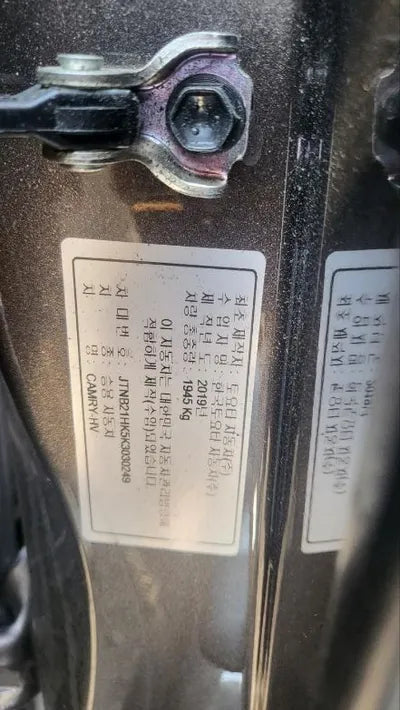 최초 제작자: 토요타 자동차(주)
수 입 자 명: 한국토요타 자동차(주)
제 작 년 도: 2019년
차량 총중량: 1945 Kg
이 자동차는 대한민국 자동차관리법령에
적합하게 제작(수입)되었습니다.
차 대 번 호: JTNB21HK5K3030249
차 종: 승용 자동차
차 명: CAMRY-HV